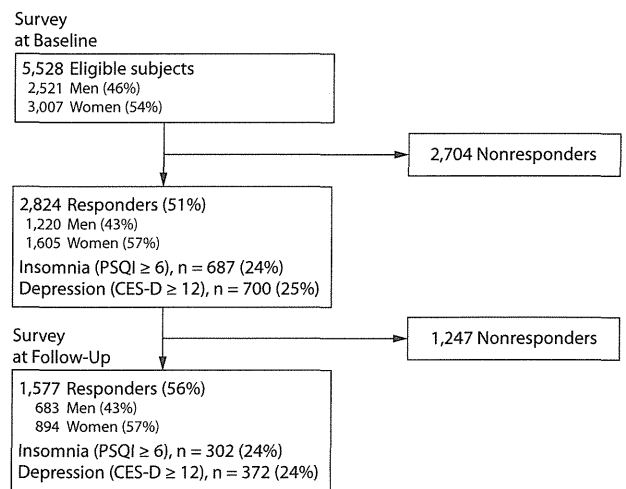 Survey
at Baseline
5,528 Eligible subjects
2,521 Men (46%)
3,007 Women (54%)
2,704 Nonresponders
2,824 Responders (51%)
1,220 Men (43%)
1,605 Women (57%)
Insomnia (PSQI ≥ 6), n = 687 (24%)
Depression (CES-D ≥ 12), n = 700 (25%)
1,247 Nonresponders
Survey
at Follow-Up
1,577 Responders (56%)
683 Men (43%)
894 Women (57%)
Insomnia (PSQI ≥ 6), n = 302 (24%)
Depression (CES-D ≥ 12), n = 372 (24%)